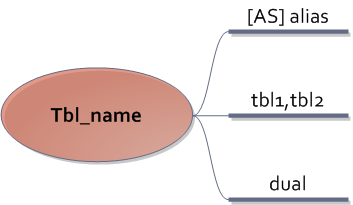 [AS] alias
Tbl_name
tbl1,tbl2
dual